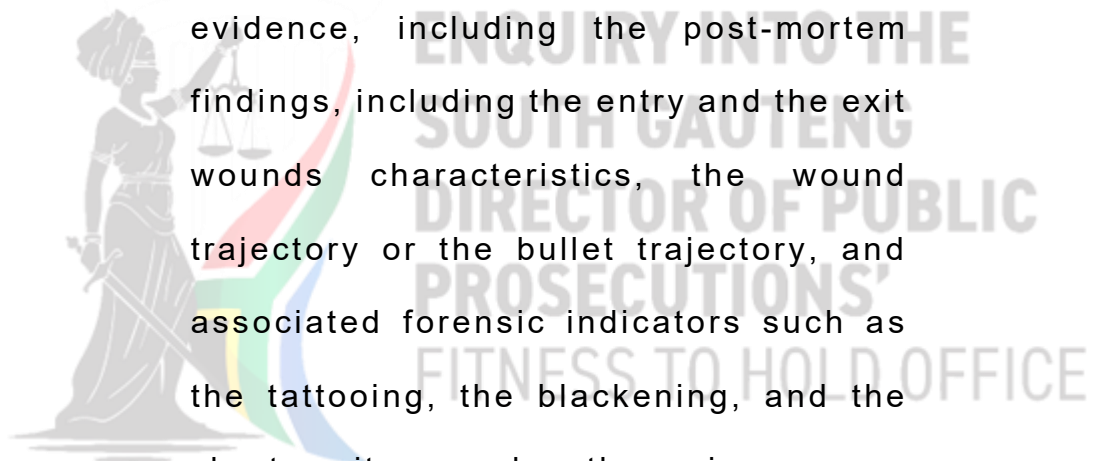 ENQUIRY INTO THE
SOUTH GAUTENG
DIRECTOR OF PUBLIC
PROSECUTIONS'
FITNESS TO HOLD OFFICE
evidence, including the post-mortem
findings, including the entry and the exit
wounds characteristics, the wound
trajectory or the bullet trajectory, and
associated forensic indicators such as
the tattooing, the blackening, and the